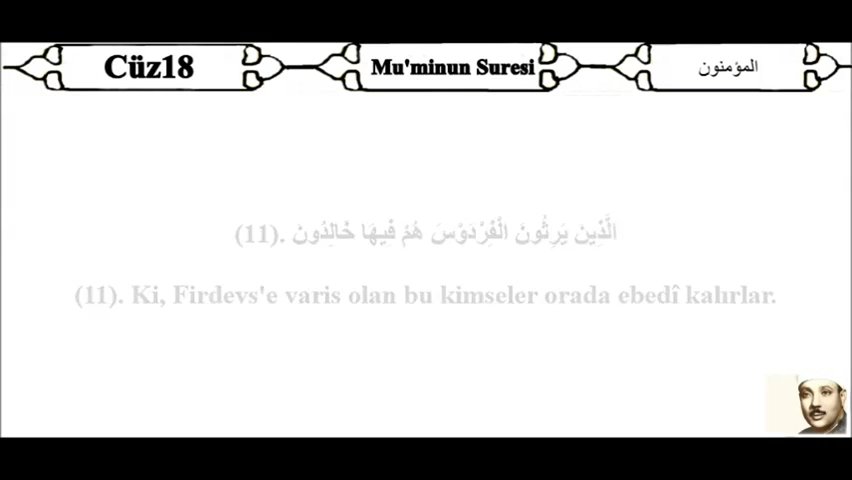 Cüz18
Mu'minun Suresi
المؤمنون
الَّذِينَ يَرِثُونَ الْفِرْدَوْسَ هُمْ فِيهَا خَالِدُونَ .(11)
(11). Ki, Firdevs'e varis olan bu kimseler orada ebedî kalırlar.